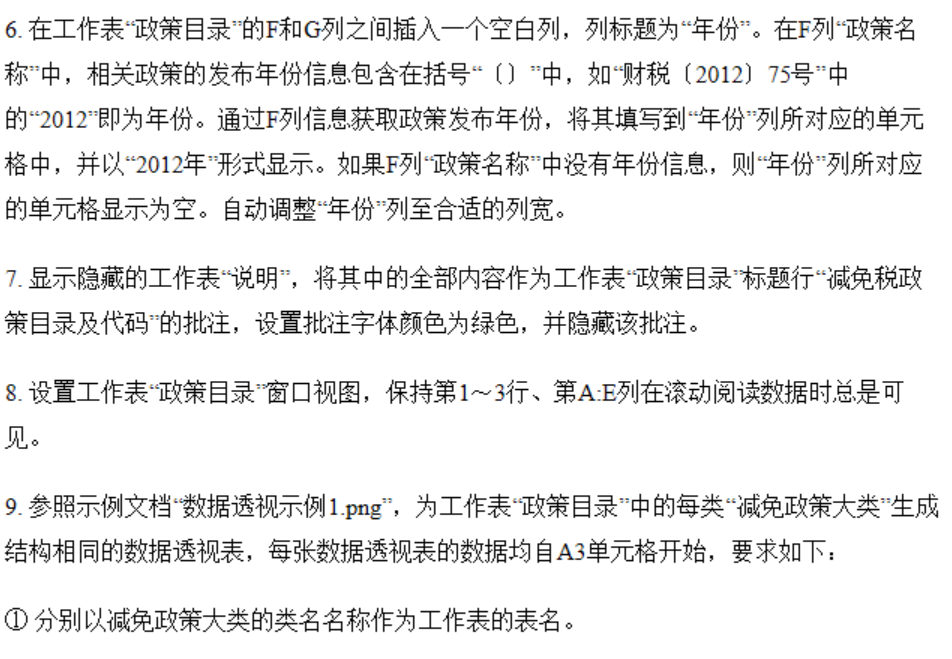 6. 在工作表“政策目录”的F和G列之间插入一个空白列，列标题为“年份”。在F列“政策名
称”中，相关政策的发布年份信息包含在括号“〔〕”中，如“财税〔2012〕75号”中
的“2012”即为年份。通过F列信息获取政策发布年份，将其填写到“年份”列所对应的单元
格中，并以“2012年”形式显示。如果F列“政策名称”中没有年份信息，则“年份”列所对应
的单元格显示为空。自动调整“年份”列至合适的列宽。
7. 显示隐藏的工作表“说明”，将其中的全部内容作为工作表“政策目录”标题行“减免税政
策目录及代码”的批注，设置批注字体颜色为绿色，并隐藏该批注。
8. 设置工作表“政策目录”窗口视图，保持第1～3行、第A:E列在滚动阅读数据时总是可
见。
9. 参照示例文档“数据透视示例1.png”，为工作表“政策目录”中的每类“减免政策大类”生成
结构相同的数据透视表，每张数据透视表的数据均自A3单元格开始，要求如下：
① 分别以减免政策大类的类名名称作为工作表的表名。